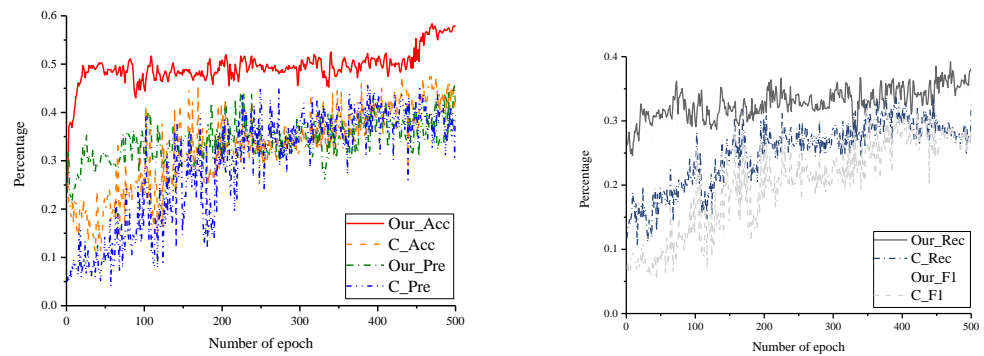 0.6
0.5
0.4
0.3
0.2
0.1
0.0
Percentage
0 100 200 300 400 500
Number of epoch
Our_Acc
C_Acc
Our_Pre
C_Pre
0.4
0.3
0.2
0.1
0.0
Percentage
0 100 200 300 400 500
Number of epoch
Our_Rec
C_Rec
Our_F1
C_F1